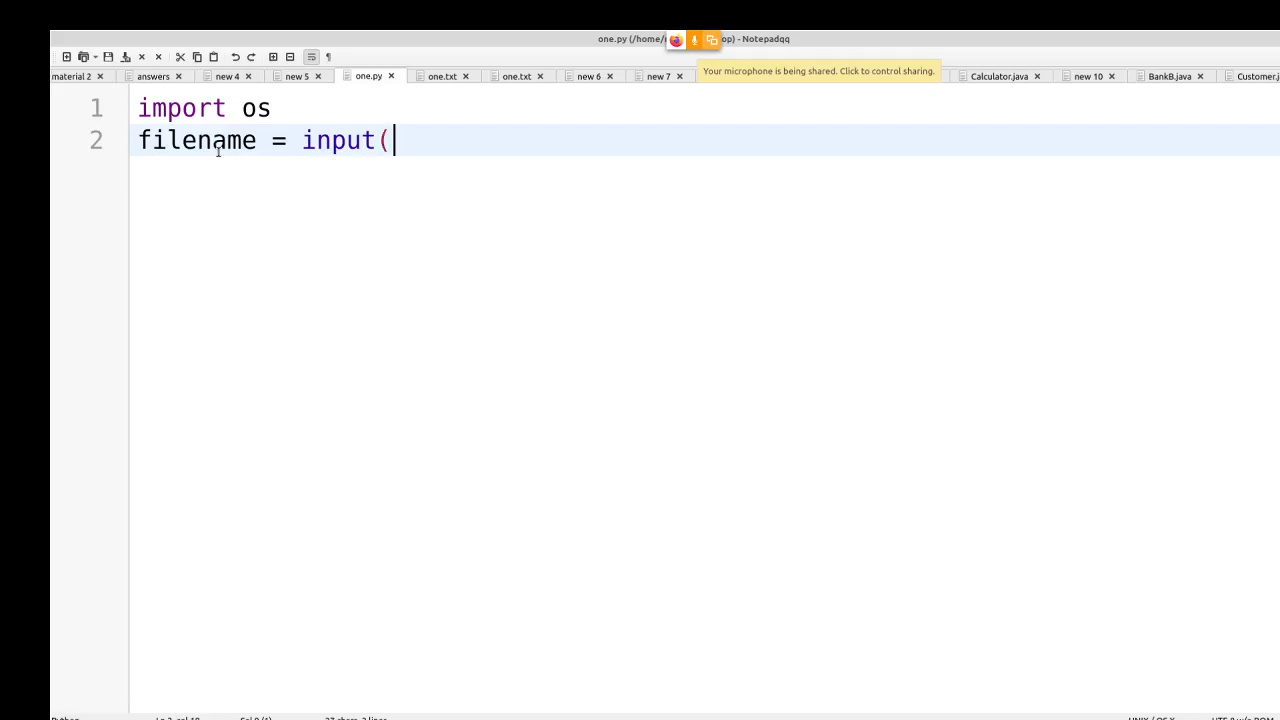 one.py (/home/ op) - Notepadqq
material 2 answers new 4 new 5 one.py one.txt one.txt new 6 new 7 Calculator.java new 10 BankB.java Customer.j
Your microphone is being shared. Click to control sharing.
1 import os
2 filename = input(